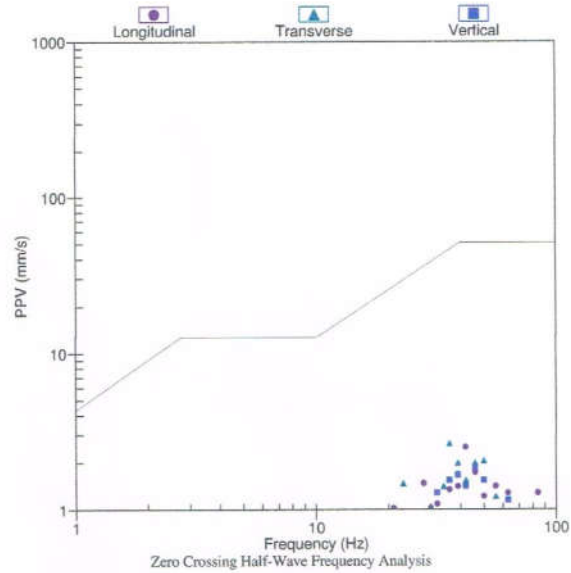 Longitudinal Transverse Vertical
1000
100
10
1
PPV (mm/s)
1 10 100
Frequency (Hz)
Zero Crossing Half-Wave Frequency Analysis